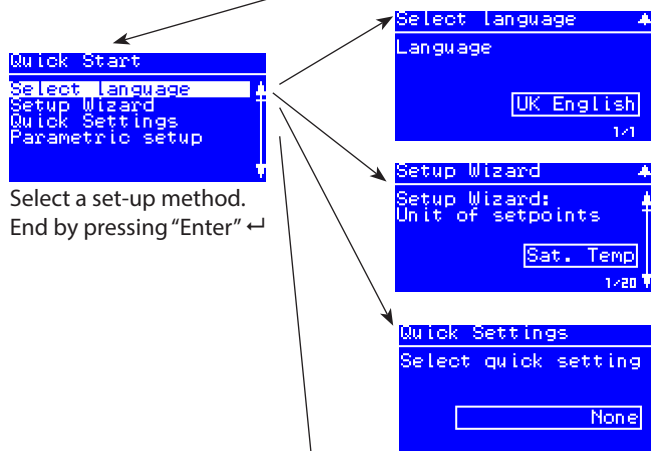 Quick Start
Select language
Setup Wizard
Quick Settings
Parametric setup
Select a set-up method.
End by pressing “Enter” ↵
Select language
Language
UK English
1/1
Setup Wizard
Setup Wizard:
Unit of setpoints
Sat. Temp
1/20
Quick Settings
Select quick setting
None